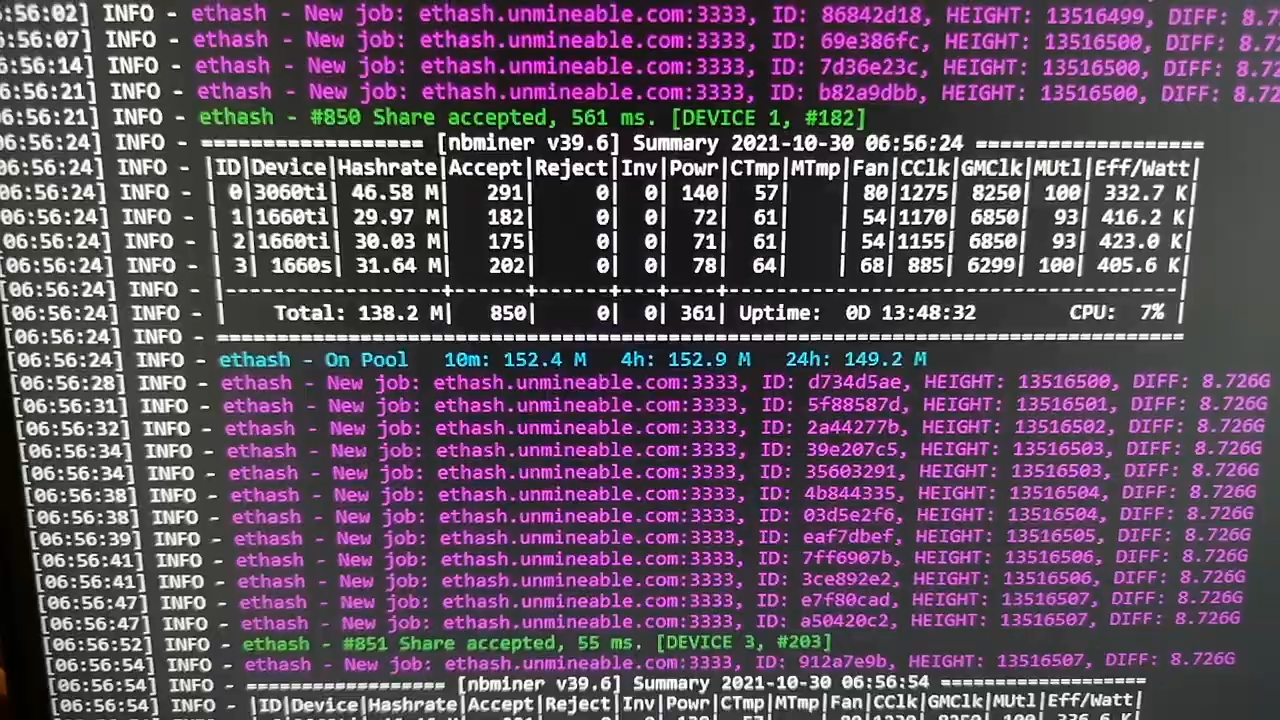 6:56:02] INFO - ethash - New job: ethash.unmineable.com:3333, ID: 86842d18, HEIGHT: 13516499, DIFF: 8.7
6:56:07] INFO - ethash - New job: ethash.unmineable.com:3333, ID: 69e386fc, HEIGHT: 13516500, DIFF: 8.7
6:56:14] INFO - ethash - New job: ethash.unmineable.com:3333, ID: 7d36e23c, HEIGHT: 13516500, DIFF: 8.72
6:56:21] INFO - ethash - New job: ethash.unmineable.com:3333, ID: b82a9dbb, HEIGHT: 13516500, DIFF: 8.72
:56:21] INFO - ethash - #850 Share accepted, 561 ms. [DEVICE 1, #182]
:56:24] INFO - =================== [nbminer v39.6] Summary 2021-10-30 06:56:24 ===================
06:56:24] INFO - |ID|Device|Hashrate|Accept|Reject|Inv|Powr|CTmp|MTmp|Fan|CClk|GMClk|MUtl|Eff/Watt|
06:56:24] INFO - | 0|3060ti| 46.58 M| 291| 0| 0| 140| 57| | 80|1275| 8250| 100| 332.7 K|
06:56:24] INFO - | 1|1660ti| 29.97 M| 182| 0| 0| 72| 61| | 54|1170| 6850| 93| 416.2 K|
06:56:24] INFO - | 2|1660ti| 30.03 M| 175| 0| 0| 71| 61| | 54|1155| 6850| 93| 423.0 K|
06:56:24] INFO - | 3| 1660s| 31.64 M| 202| 0| 0| 78| 64| | 68| 885| 6299| 100| 405.6 K|
[06:56:24] INFO - |-------------------+------+------+---+----+---------------------------------------|
[06:56:24] INFO - | Total: 138.2 M| 850| 0| 0| 361| Uptime: 0D 13:48:32 CPU: 7% |
[06:56:24] INFO - ==================================================================================
[06:56:24] INFO - ethash - On Pool 10m: 152.4 M 4h: 152.9 M 24h: 149.2 M
[06:56:28] INFO - ethash - New job: ethash.unmineable.com:3333, ID: d734d5ae, HEIGHT: 13516500, DIFF: 8.726G
[06:56:31] INFO - ethash - New job: ethash.unmineable.com:3333, ID: 5f88587d, HEIGHT: 13516501, DIFF: 8.726G
[06:56:32] INFO - ethash - New job: ethash.unmineable.com:3333, ID: 2a44277b, HEIGHT: 13516502, DIFF: 8.726G
[06:56:34] INFO - ethash - New job: ethash.unmineable.com:3333, ID: 39e207c5, HEIGHT: 13516503, DIFF: 8.726G
[06:56:34] INFO - ethash - New job: ethash.unmineable.com:3333, ID: 35603291, HEIGHT: 13516503, DIFF: 8.726G
[06:56:38] INFO - ethash - New job: ethash.unmineable.com:3333, ID: 4b844335, HEIGHT: 13516504, DIFF: 8.726G
[06:56:38] INFO - ethash - New job: ethash.unmineable.com:3333, ID: 03d5e2f6, HEIGHT: 13516504, DIFF: 8.726G
[06:56:39] INFO - ethash - New job: ethash.unmineable.com:3333, ID: eaf7dbef, HEIGHT: 13516505, DIFF: 8.726G
[06:56:41] INFO - ethash - New job: ethash.unmineable.com:3333, ID: 7ff6907b, HEIGHT: 13516506, DIFF: 8.726G
[06:56:41] INFO - ethash - New job: ethash.unmineable.com:3333, ID: 3ce892e2, HEIGHT: 13516506, DIFF: 8.726G
[06:56:47] INFO - ethash - New job: ethash.unmineable.com:3333, ID: e7f80cad, HEIGHT: 13516507, DIFF: 8.726G
[06:56:47] INFO - ethash - New job: ethash.unmineable.com:3333, ID: a50420c2, HEIGHT: 13516507, DIFF: 8.726G
[06:56:52] INFO - ethash - #851 Share accepted, 55 ms. [DEVICE 3, #203]
[06:56:54] INFO - ethash - New job: ethash.unmineable.com:3333, ID: 912a7e9b, HEIGHT: 13516507, DIFF: 8.726G
[06:56:54] INFO - =================== [nbminer v39.6] Summary 2021-10-30 06:56:54 ===================
[06:56:54] INFO - |ID|Device|Hashrate|Accept|Reject|Inv|Powr|CTmp|MTmp|Fan|CClk|GMClk|MUtl|Eff/Watt|